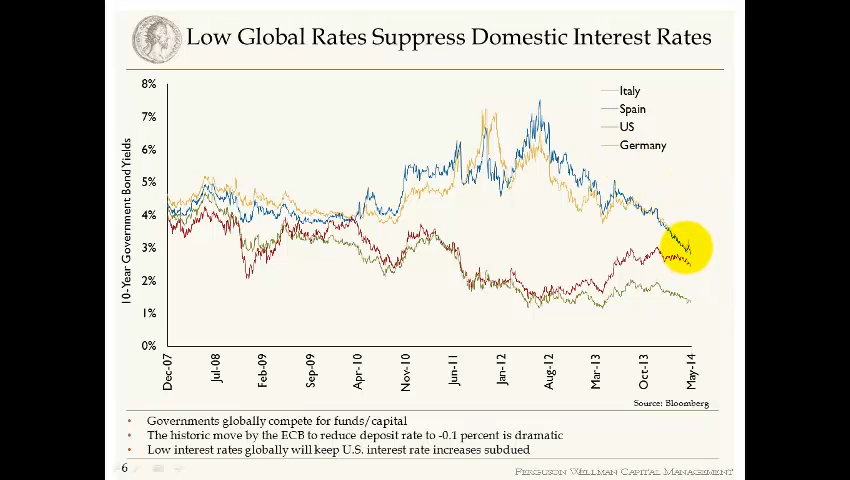 Low Global Rates Suppress Domestic Interest Rates
8%
7%
6%
5%
4%
3%
2%
1%
0%
10-Year Government Bond Yields
Italy
Spain
US
Germany
Dec-07
Jul-08
Feb-09
Sep-09
Apr-10
Nov-10
Jun-11
Jan-12
Aug-12
Mar-13
Oct-13
May-14
Source: Bloomberg
• Governments globally compete for funds/capital
• The historic move by the ECB to reduce deposit rate to -0.1 percent is dramatic
• Low interest rates globally will keep U.S. interest rate increases subdued
6
Ferguson Wellman Capital Management